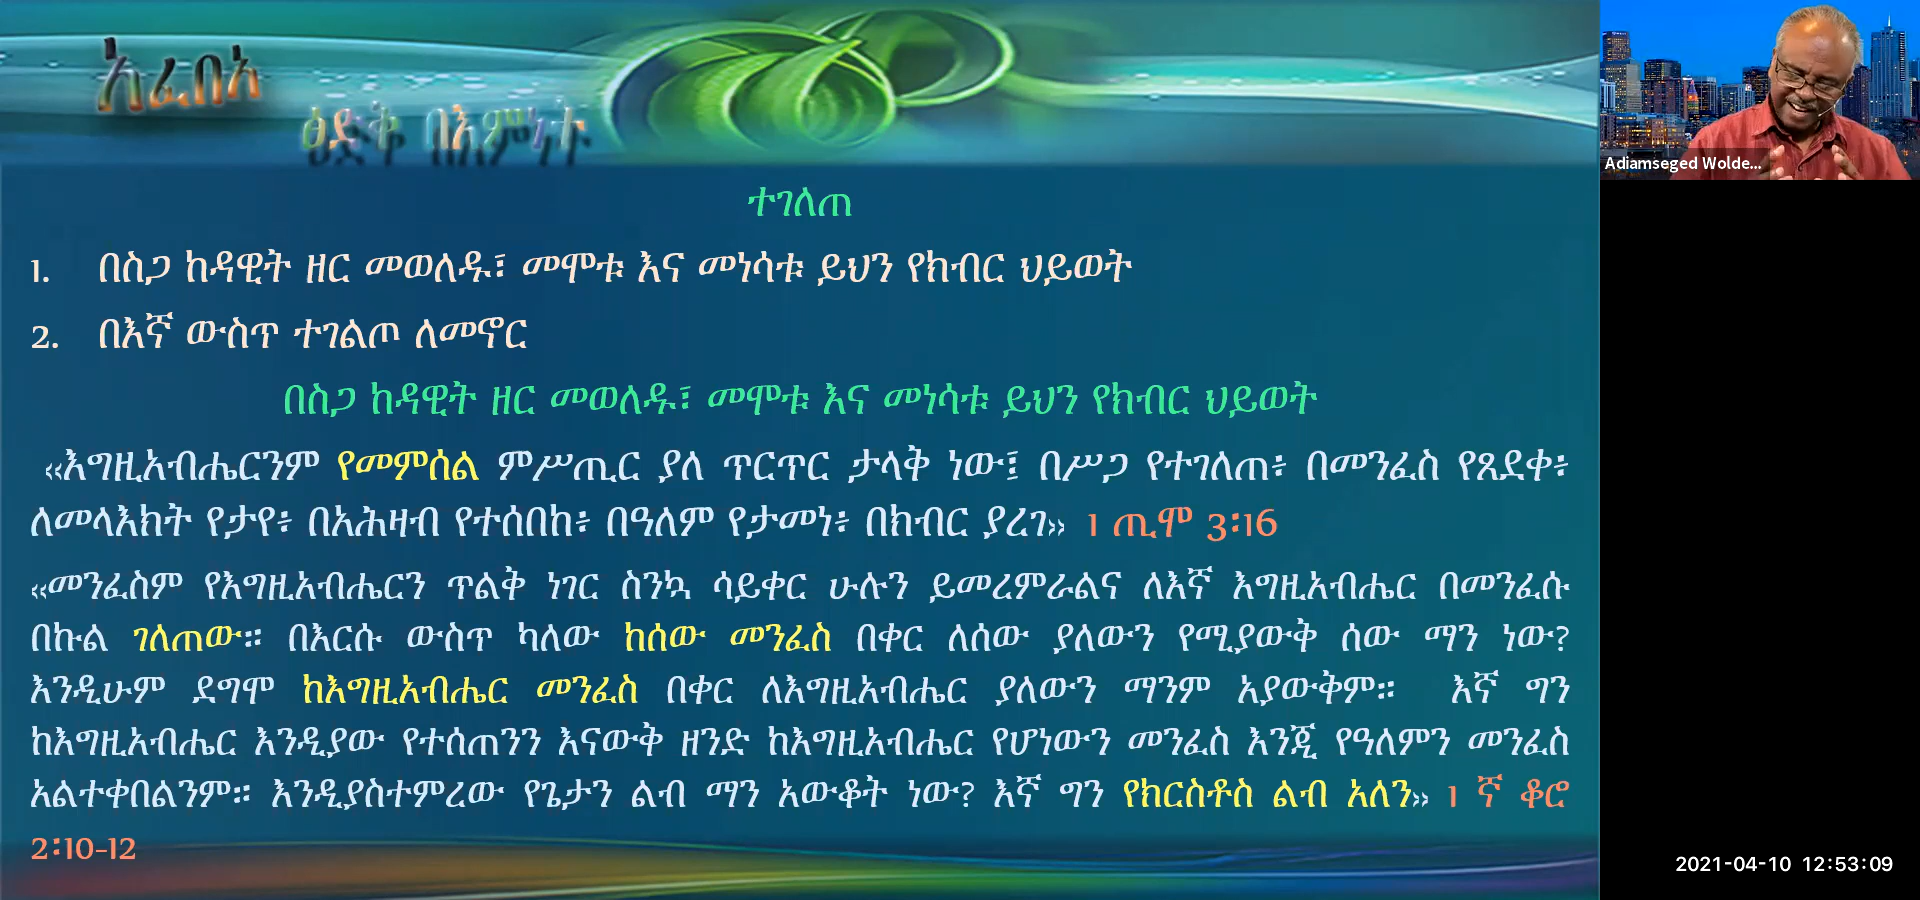 አፊበእ
ፅድቅ በእምነት
ተገለጠ
1. በስጋ ከዳዊት ዘር መወለዱ፣ መሞቱ እና መነሳቱ ይህን የክብር ህይወት
2. በእኛ ውስጥ ተገልጦ ለመኖር
በስጋ ከዳዊት ዘር መወለዱ፣ መሞቱ እና መነሳቱ ይህን የክብር ህይወት
‹‹እግዚአብሔርንም የመምሰል ምሥጢር ያለ ጥርጥር ታላቅ ነው፤ በሥጋ የተገለጠ፥ በመንፈስ የጸደቀ፥
ለመላእክት የታየ፥ በአሕዛብ የተሰበከ፥ በዓለም የታመነ፥ በክብር ያረገ›› 1 ጢሞ 3፡16
‹‹መንፈስም የእግዚአብሔርን ጥልቅ ነገር ስንኳ ሳይቀር ሁሉን ይመረምራልና ለእኛ እግዚአብሔር በመንፈሱ
በኩል ገለጠው። በእርሱ ውስጥ ካለው ከሰው መንፈስ በቀር ለሰው ያለውን የሚያውቅ ሰው ማን ነው?
እንዲሁም ደግሞ ከእግዚአብሔር መንፈስ በቀር ለእግዚአብሔር ያለውን ማንም አያውቅም። እኛ ግን
ከእግዚአብሔር እንዲያው የተሰጠንን እናውቅ ዘንድ ከእግዚአብሔር የሆነውን መንፈስ እንጂ የዓለምን መንፈስ
አልተቀበልንም። እንዲያስተምረው የጌታን ልብ ማን አውቆት ነው? እኛ ግን የክርስቶስ ልብ አለን›› 1 ኛ ቆሮ
2፡10-12
Adiamseged Wolde...
2021-04-10 12:53:09